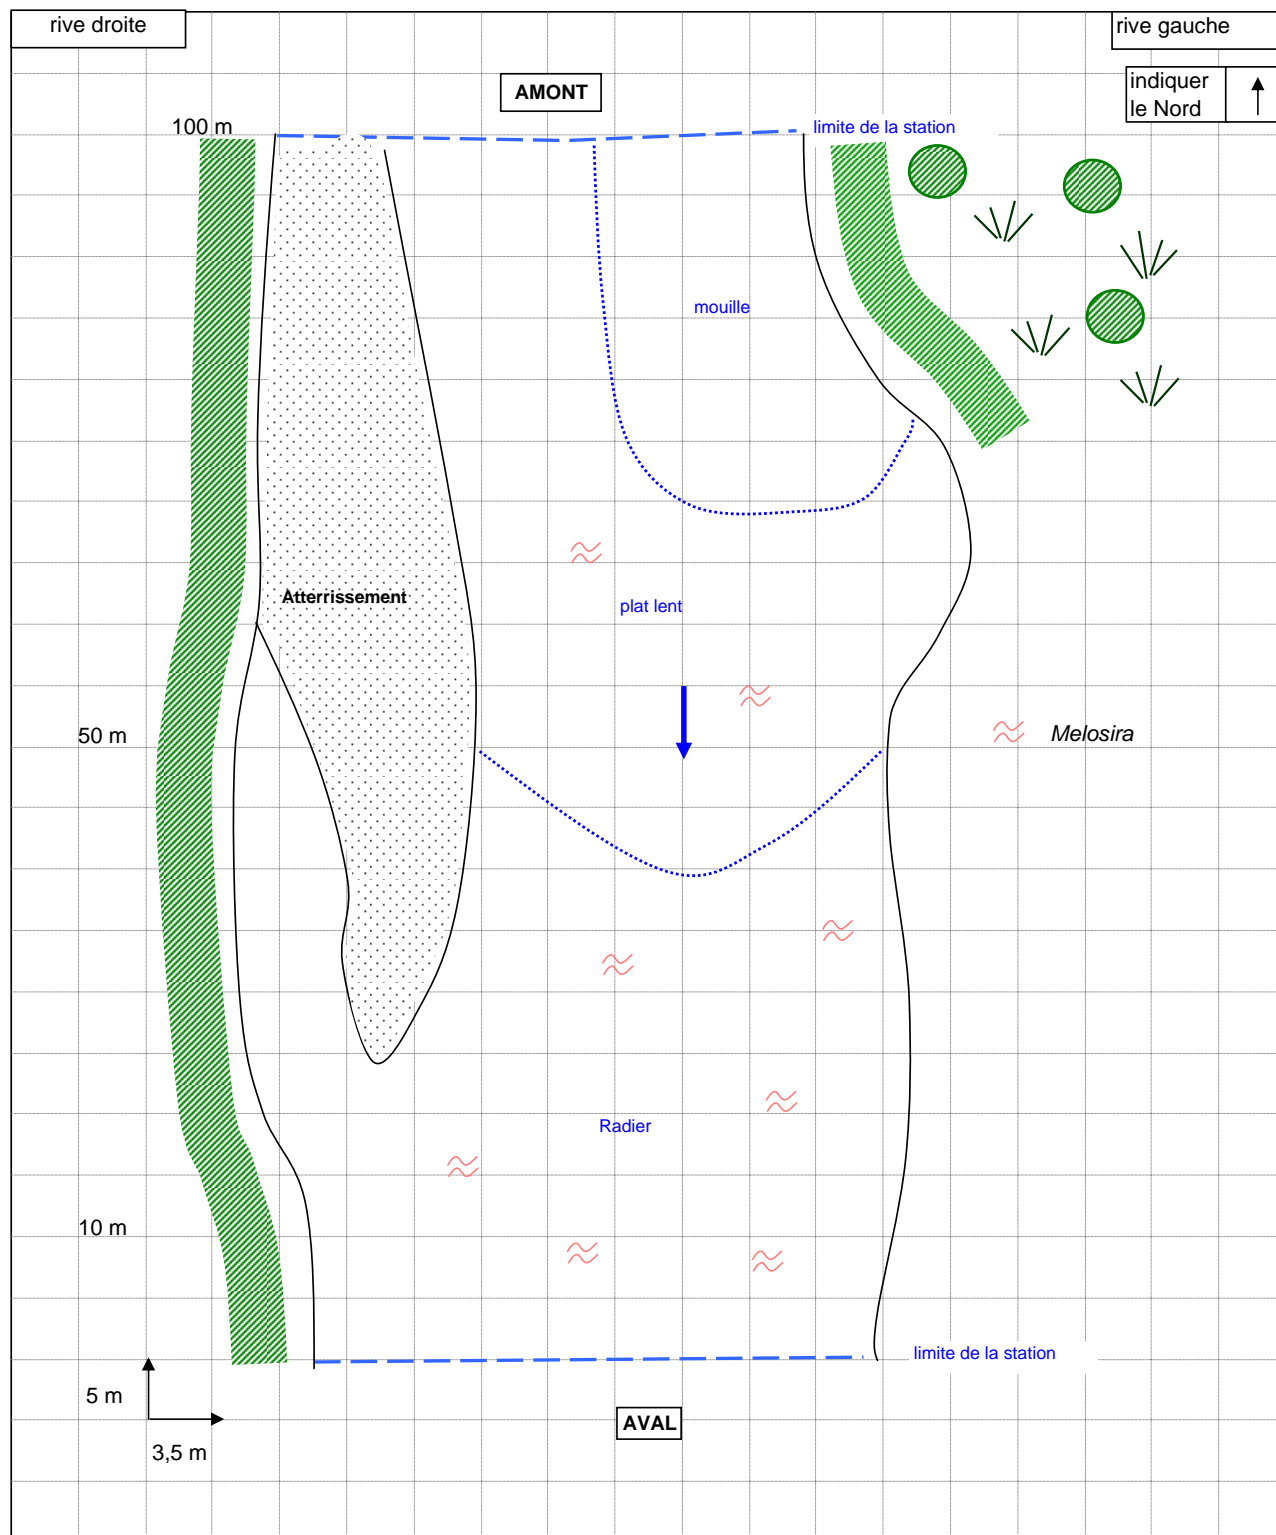 rive droite
rive gauche
AMONT
indiquer
le Nord
100 m
limite de la station
mouille
Atterrissement
plat lent
50 m
Melosira
Radier
10 m
limite de la station
5 m
AVAL
3,5 m